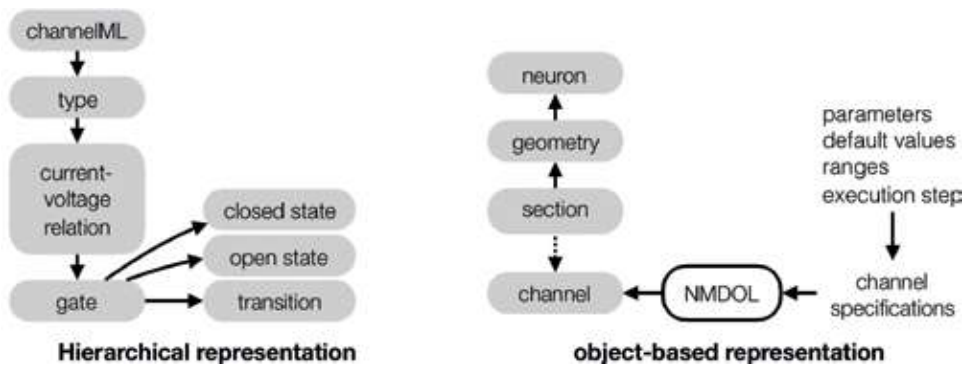 channelML
type
current-
voltage
relation
gate
closed state
open state
transition
Hierarchical representation
neuron
geometry
section
channel
NMDOL
parameters
default values
ranges
execution step
channel
specifications
object-based representation